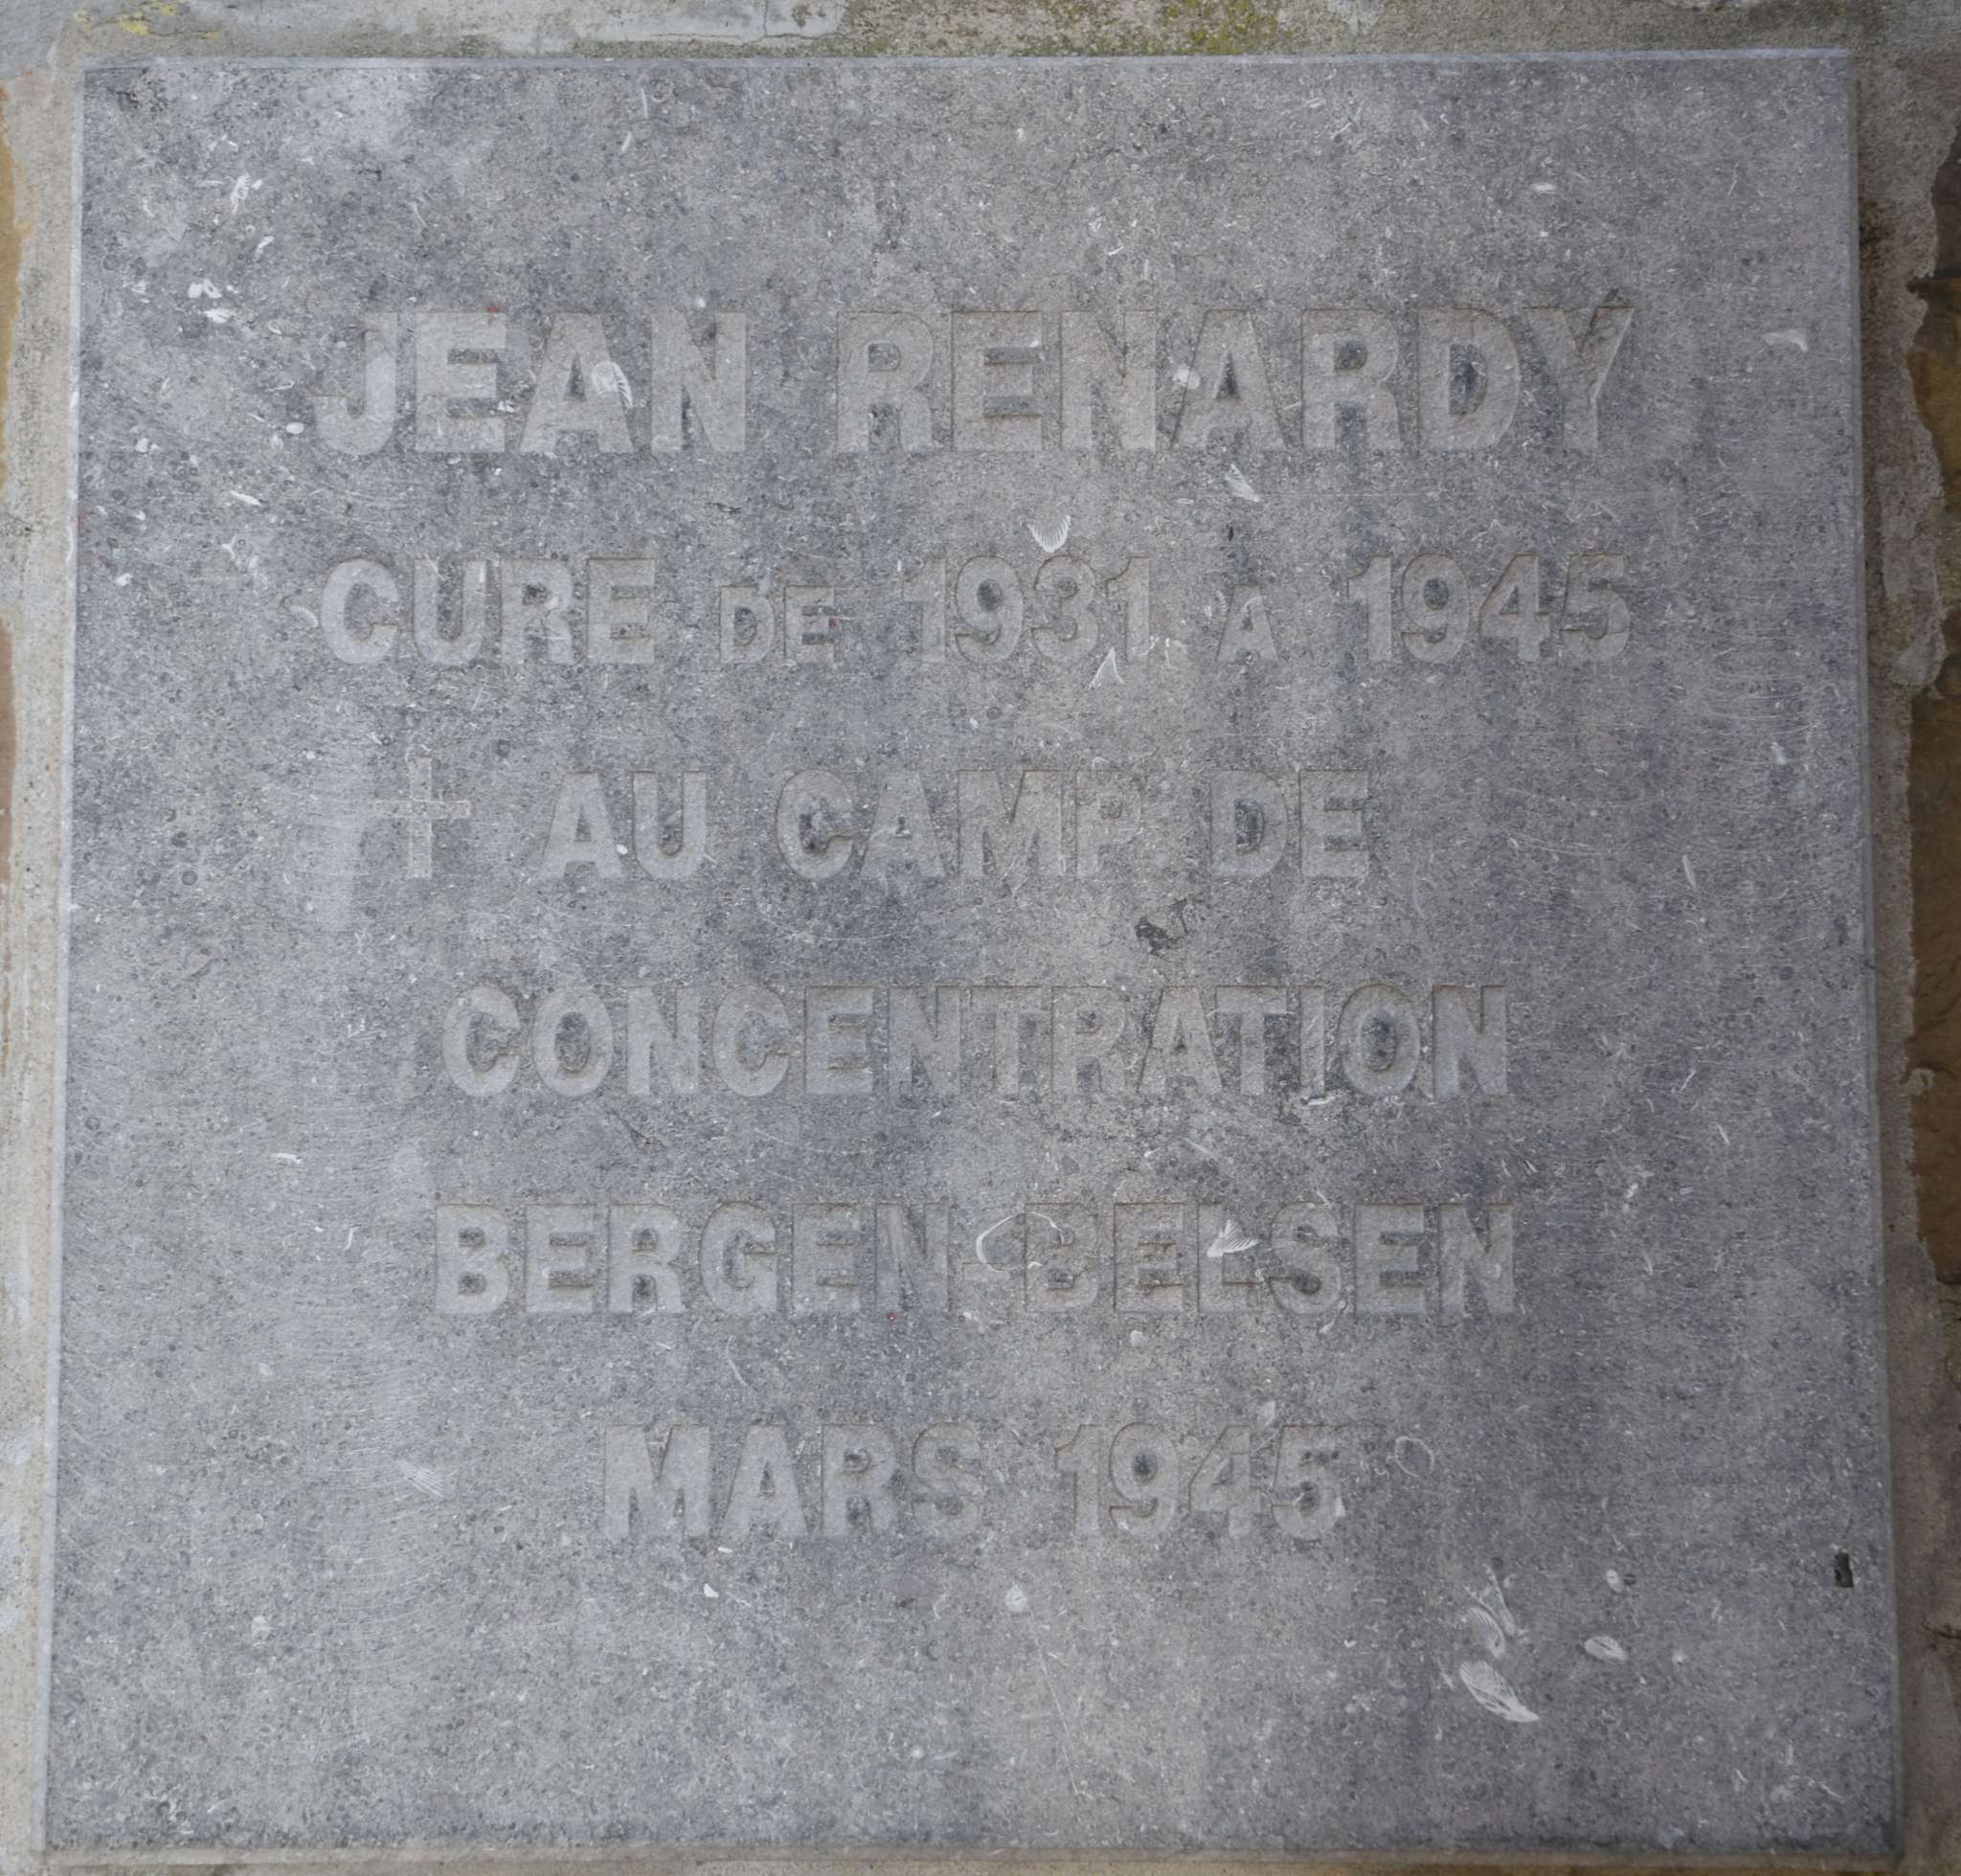 JEAN RENARDY
CURE DE 1931 A 1945
† AU CAMP DE
CONCENTRATION
BERGEN-BELSEN
MARS 1945